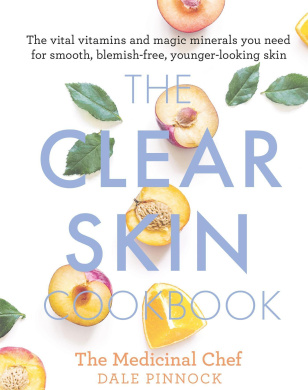 The vital vitamins and magic minerals you need
for smooth, blemish-free, younger-looking skin
THE
CLEAR
SKIN
COOKBOOK
The Medicinal Chef
DALE PINNOCK